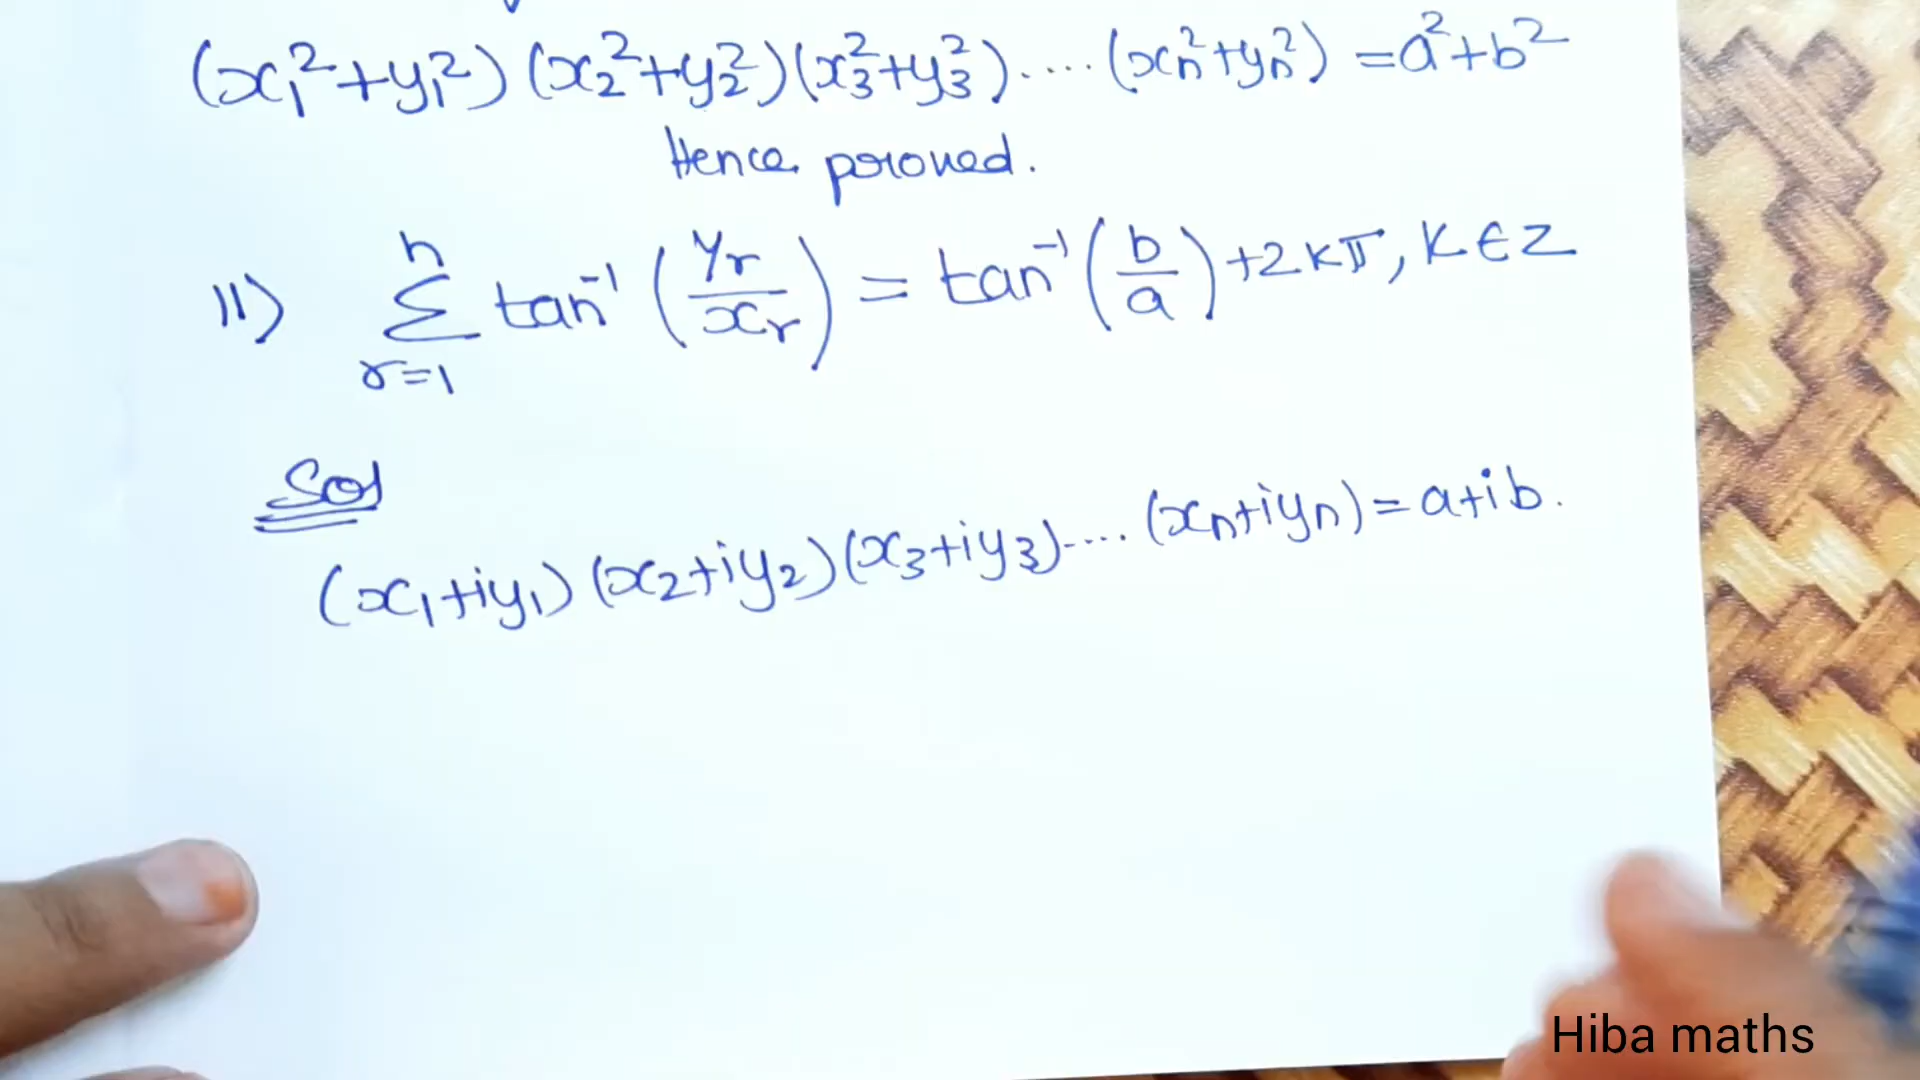 (x₁²+y₁²)(x₂²+y₂²)(x₃²+y₃²).....(xₙ²+yₙ²) =a²+b²
Hence proved.
11) n∑r=1 tan⁻¹(yr/xr) = tan⁻¹(b/a)+2kπ, k∈z
Sol
(x₁+iy₁)(x₂+iy₂)(x₃+iy₃).....(xₙ+iyₙ)=a+ib.
Hiba maths